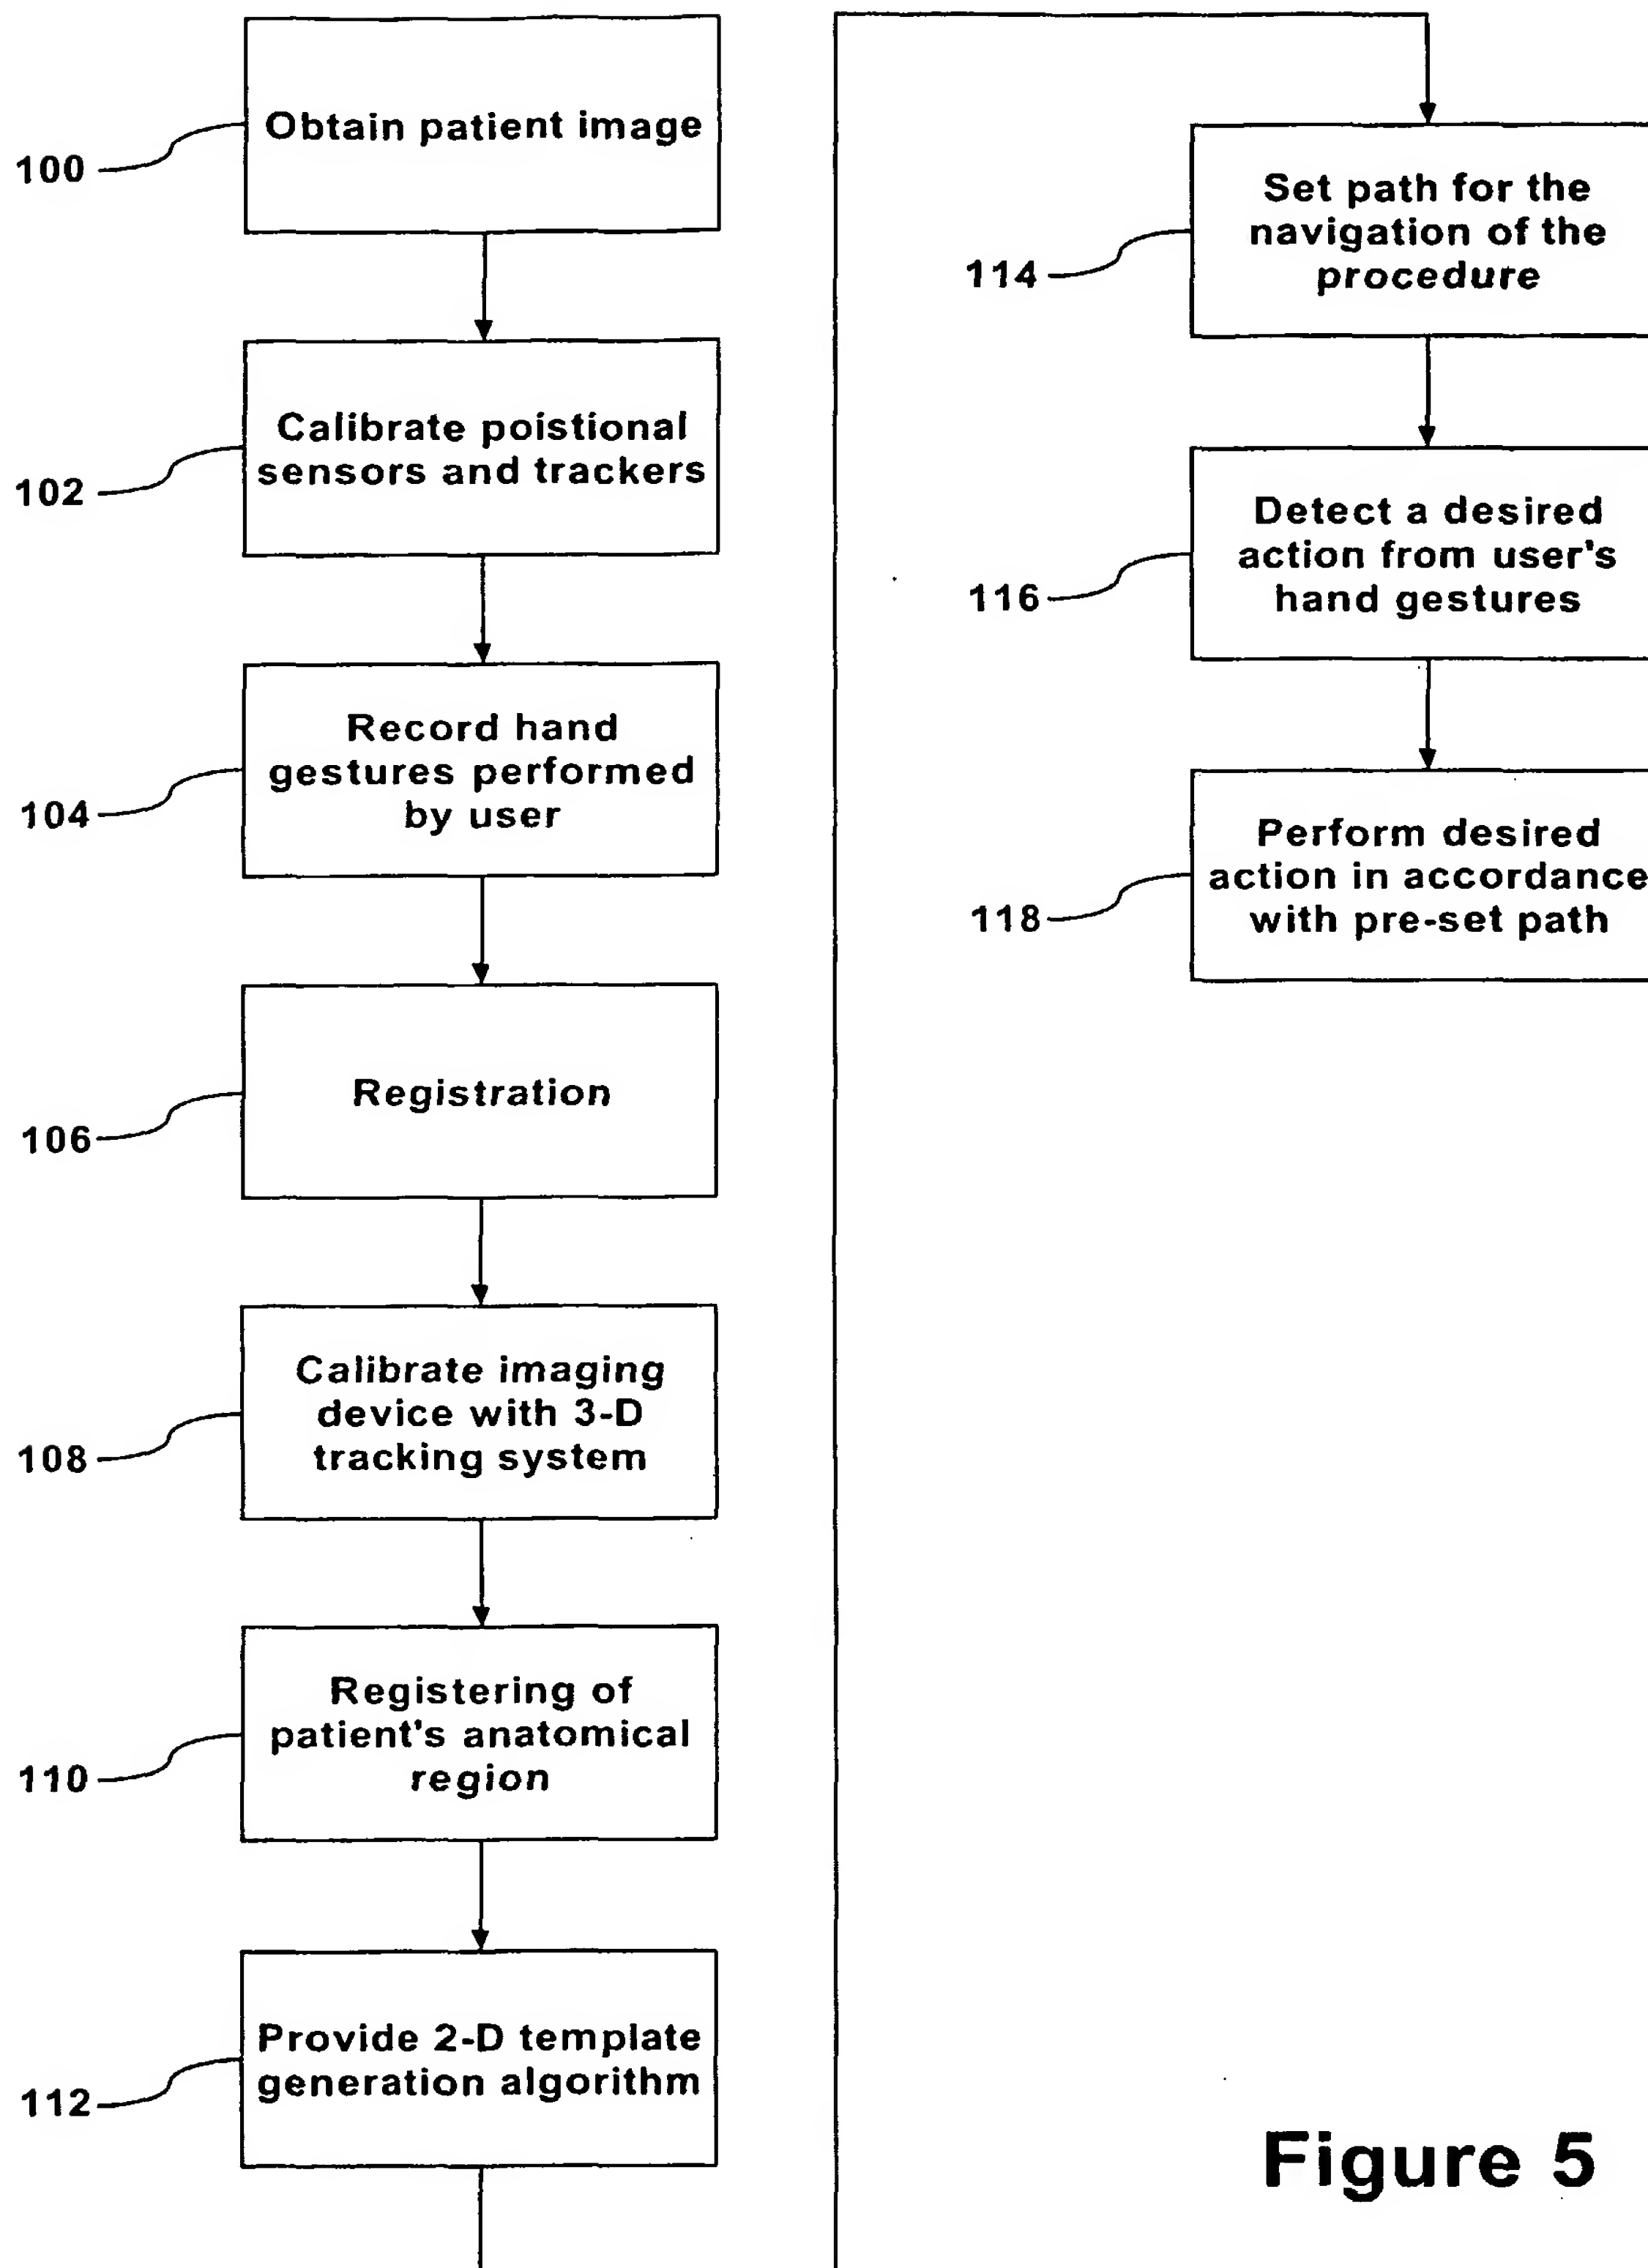 Obtain patient image
100
Calibrate poistional
sensors and trackers
102
Record hand
gestures performed
by user
104
Registration
106
Calibrate imaging
device with 3-D
tracking system
108
Registering of
patient's anatomical
region
110
Provide 2-D template
generation algorithm
112
Set path for the
navigation of the
procedure
114
Detect a desired
action from user's
hand gestures
116
Perform desired
action in accordance
with pre-set path
118
Figure 5